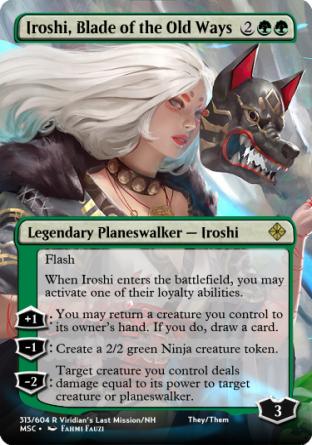 Iroshi, Blade of the Old Ways 2
Legendary Planeswalker — Iroshi
Flash
When Iroshi enters the battlefield, you may
activate one of their loyalty abilities.
+1: You may return a creature you control to
its owner's hand. If you do, draw a card.
-1: Create a 2/2 green Ninja creature token.
-2: Target creature you control deals
damage equal to its power to target
creature or planeswalker.
3
313/604 R Viridian's Last Mission/NH They/Them
MSC • Fahmi Fauzi